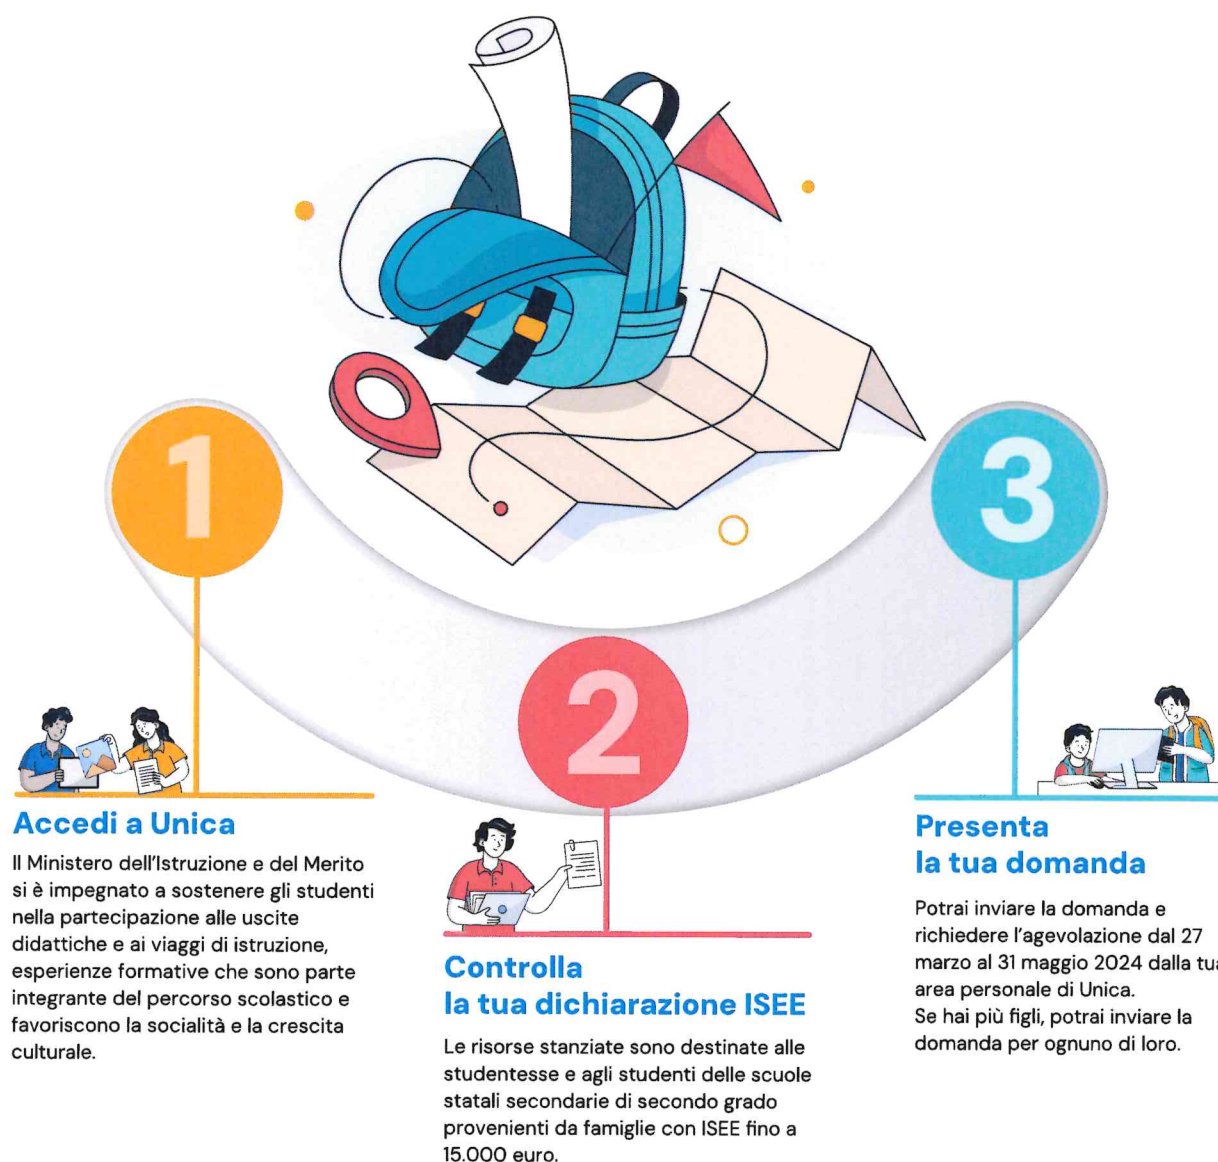 1
Accedi a Unica
Il Ministero dell'Istruzione e del Merito
si è impegnato a sostenere gli studenti
nella partecipazione alle uscite
didattiche e ai viaggi di istruzione,
esperienze formative che sono parte
integrante del percorso scolastico e
favoriscono la socialità e la crescita
culturale.
2
Controlla
la tua dichiarazione ISEE
Le risorse stanziate sono destinate alle
studentesse e agli studenti delle scuole
statali secondarie di secondo grado
provenienti da famiglie con ISEE fino a
15.000 euro.
3
Presenta
la tua domanda
Potrai inviare la domanda e
richiedere l'agevolazione dal 27
marzo al 31 maggio 2024 dalla tua
area personale di Unica.
Se hai più figli, potrai inviare la
domanda per ognuno di loro.